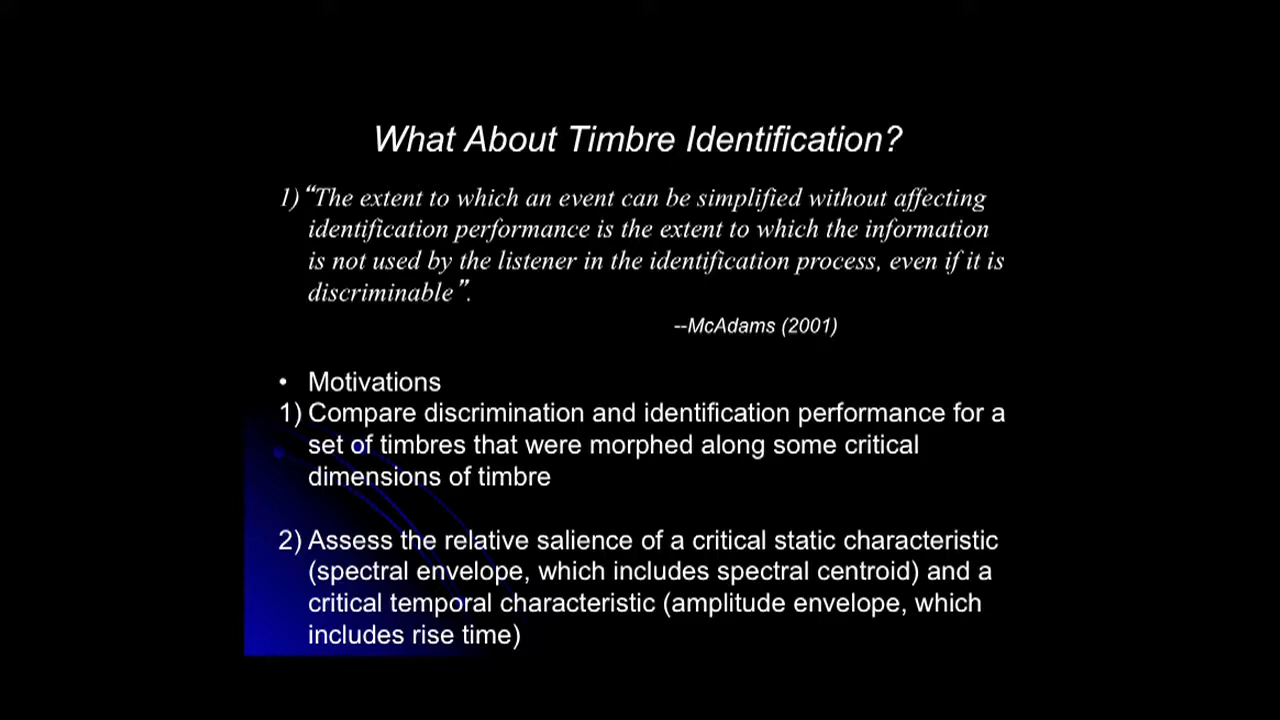 What About Timbre Identification?
1) “The extent to which an event can be simplified without affecting
identification performance is the extent to which the information
is not used by the listener in the identification process, even if it is
discriminable”.
--McAdams (2001)
• Motivations
1) Compare discrimination and identification performance for a
set of timbres that were morphed along some critical
dimensions of timbre
2) Assess the relative salience of a critical static characteristic
(spectral envelope, which includes spectral centroid) and a
critical temporal characteristic (amplitude envelope, which
includes rise time)